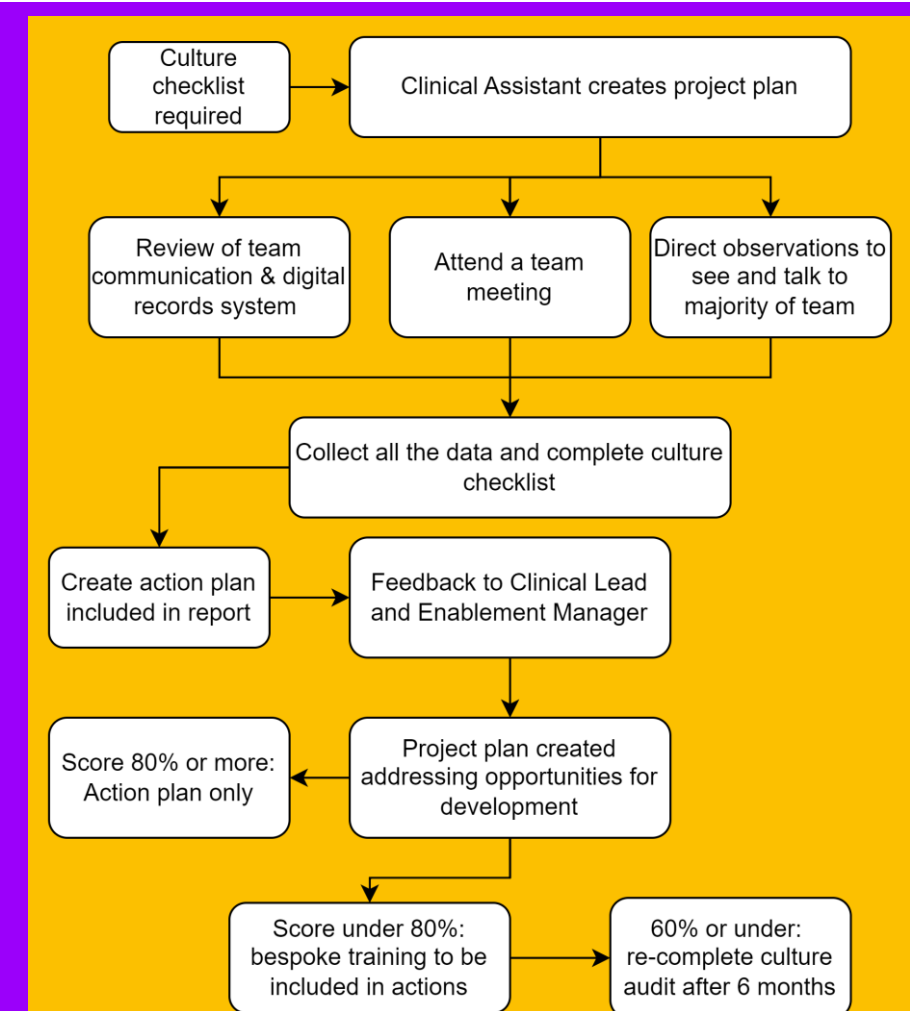 Culture
checklist
required
Clinical Assistant creates project plan
Review of team
communication & digital
records system
Attend a team
meeting
Direct observations to
see and talk to
majority of team
Collect all the data and complete culture
checklist
Create action plan
included in report
Feedback to Clinical Lead
and Enablement Manager
Score 80% or more:
Action plan only
Project plan created
addressing opportunities for
development
Score under 80%:
bespoke training to be
included in actions
60% or under:
re-complete culture
audit after 6 months